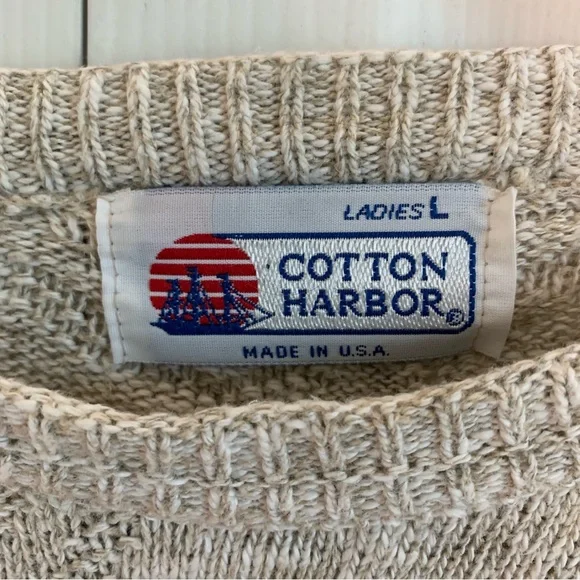 LADIES L
COTTON
HARBOR®
MADE IN U.S.A.